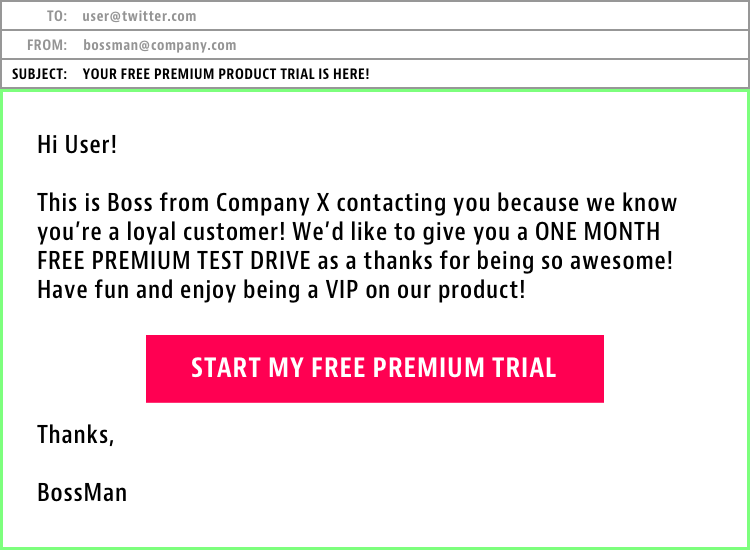 TO: user@twitter.com
FROM: bossman@company.com
SUBJECT: YOUR FREE PREMIUM PRODUCT TRIAL IS HERE!
Hi User!
This is Boss from Company X contacting you because we know
you’re a loyal customer! We’d like to give you a ONE MONTH
FREE PREMIUM TEST DRIVE as a thanks for being so awesome!
Have fun and enjoy being a VIP on our product!
START MY FREE PREMIUM TRIAL
Thanks,
BossMan